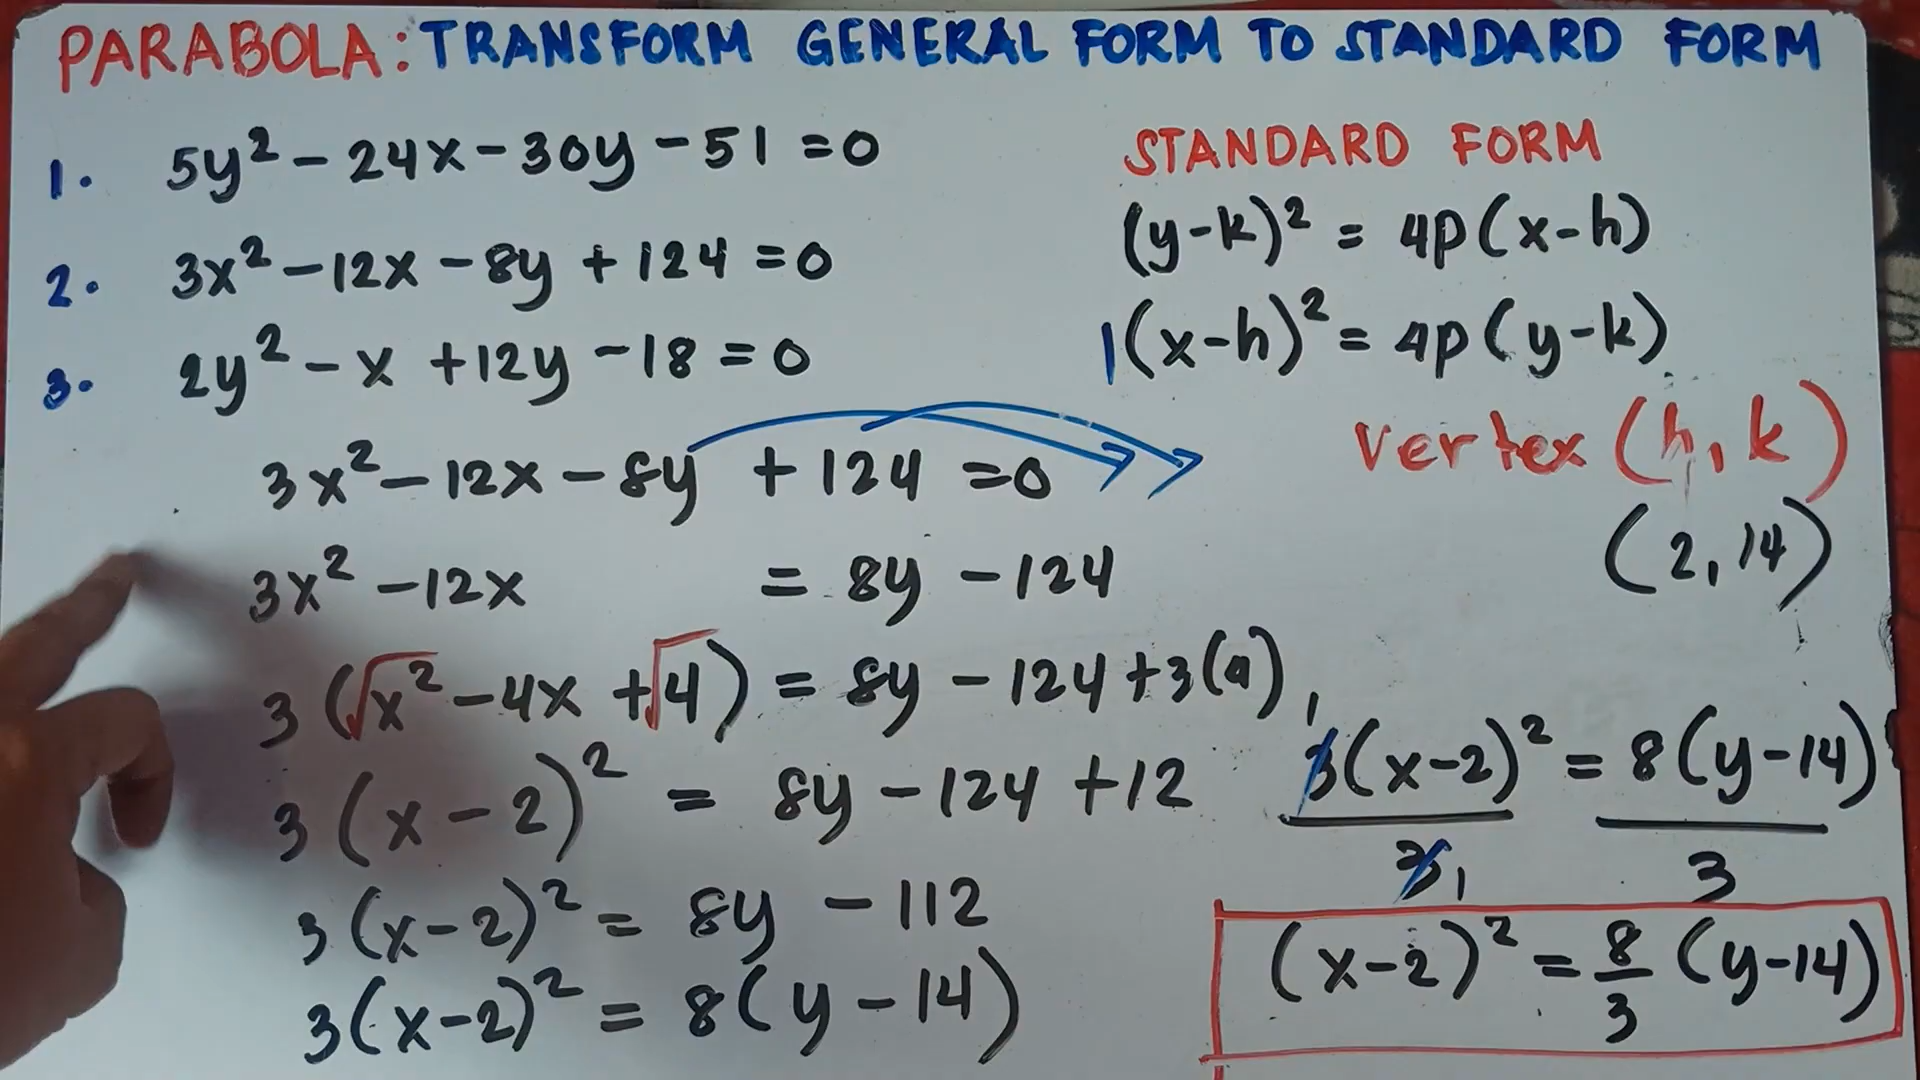 PARABOLA: TRANSFORM GENERAL FORM TO STANDARD FORM
1. 5y² - 24x - 30y - 51 = 0
2. 3x² - 12x - 8y + 124 = 0
3. 2y² - x + 12y - 18 = 0
STANDARD FORM
(y-k)² = 4p(x-h)
1(x-h)² = 4p(y-k)
vertex (h, k)
(2, 14)
3x² - 12x - 8y + 124 = 0
3x² - 12x = 8y - 124
3(√x² - 4x + √4) = 8y - 124 + 3(4)
3(x - 2)² = 8y - 124 + 12
3(x-2)² = 8y - 112
3(x-2)² = 8(y - 14)
1
3(x-2)² = 8(y-14)
3 1 3
(x-2)² = 8/3 (y-14)